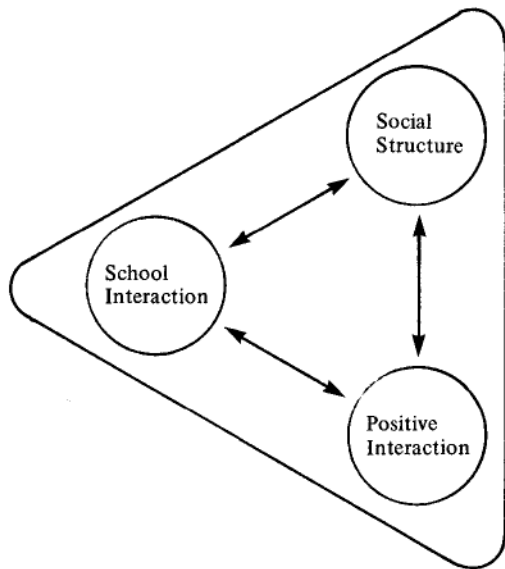 Social
Structure
School
Interaction
Positive
Interaction